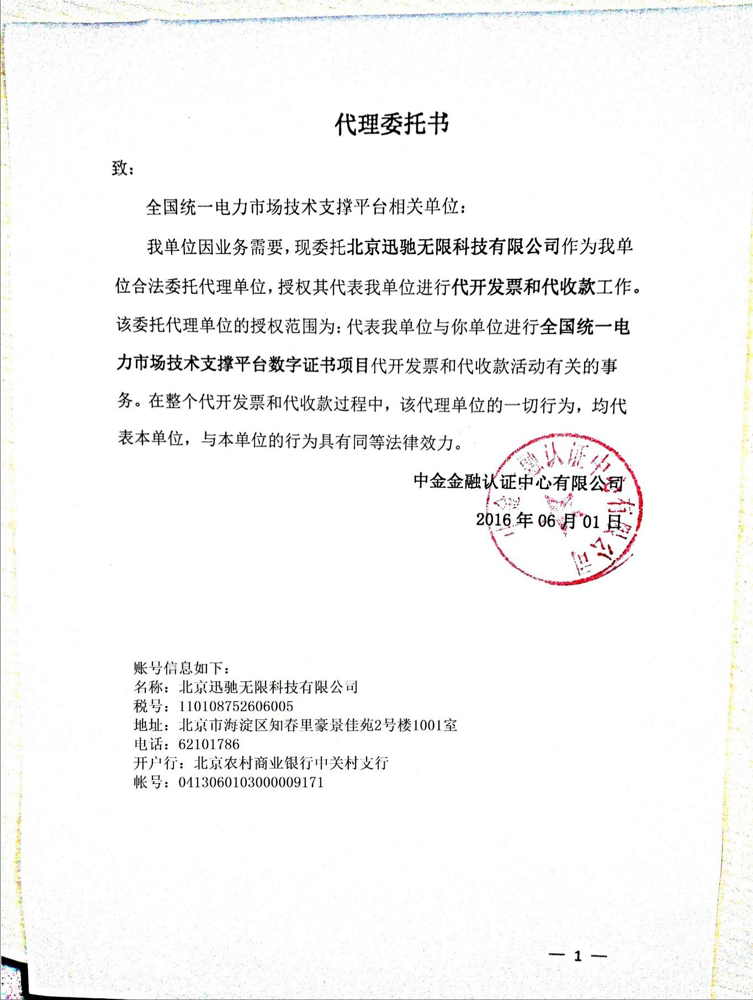 代理委托书
致：
全国统一电力市场技术支撑平台相关单位：
我单位因业务需要，现委托北京迅驰无限科技有限公司作为我单
位合法委托代理单位，授权其代表我单位进行代开发票和代收款工作。
该委托代理单位的授权范围为：代表我单位与你单位进行全国统一电
力市场技术支撑平台数字证书项目代开发票和代收款活动有关的事
务。在整个代开发票和代收款过程中，该代理单位的一切行为，均代
表本单位，与本单位的行为具有同等法律效力。
中金金融认证中心有限公司
2016 年 06 月 01 日
金融认证中心有限公司
账号信息如下：
名称：北京迅驰无限科技有限公司
税号：110108752606005
地址：北京市海淀区知春里豪景佳苑2号楼1001室
电话：62101786
开户行：北京农村商业银行中关村支行
帐号：0413060103000009171
— 1 —